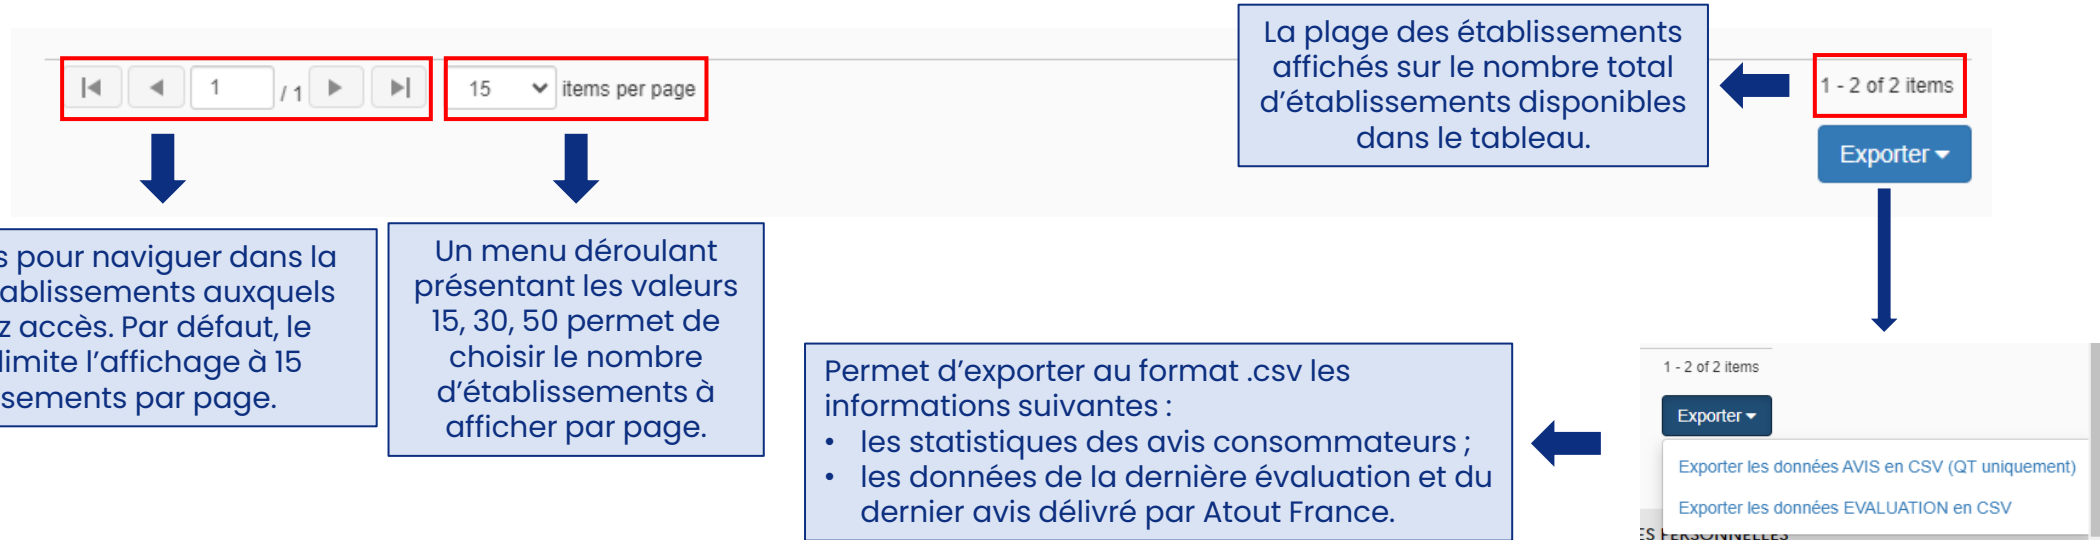 1 / 1
15 items per page
La plage des établissements
affichés sur le nombre total
d’établissements disponibles
dans le tableau.
1 - 2 of 2 items
Exporter
pour naviguer dans la
auxquels
accès. Par défaut, le
limite l’affichage à 15
par page.
Un menu déroulant
présentant les valeurs
15, 30, 50 permet de
choisir le nombre
d’établissements à
afficher par page.
Permet d’exporter au format .csv les
informations suivantes :
• les statistiques des avis consommateurs ;
• les données de la dernière évaluation et du
dernier avis délivré par Atout France.
1 - 2 of 2 items
Exporter
Exporter les données AVIS en CSV (QT uniquement)
Exporter les données EVALUATION en CSV
PERSONNELLES